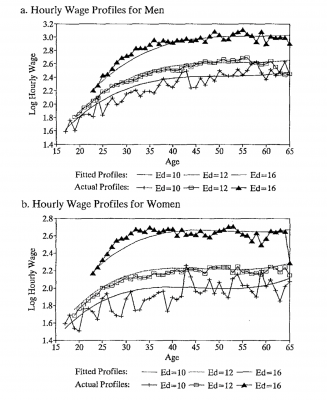 a. Hourly Wage Profiles for Men
3.2
3.0
2.8
2.6
2.4
2.2
2.0
1.8
1.6
1.4
Log Hourly Wage
15 20 25 30 35 40 45 50 55 60 65
Age
Fitted Profiles: Ed=10 Ed=12 Ed=16
Actual Profiles: Ed=10 Ed=12 Ed=16
b. Hourly Wage Profiles for Women
2.8
2.6
2.4
2.2
2.0
1.8
1.6
1.4
Log Hourly Wage
15 20 25 30 35 40 45 50 55 60 65
Age
Fitted Profiles: Ed=10 Ed=12 Ed=16
Actual Profiles: Ed=10 Ed=12 Ed=16